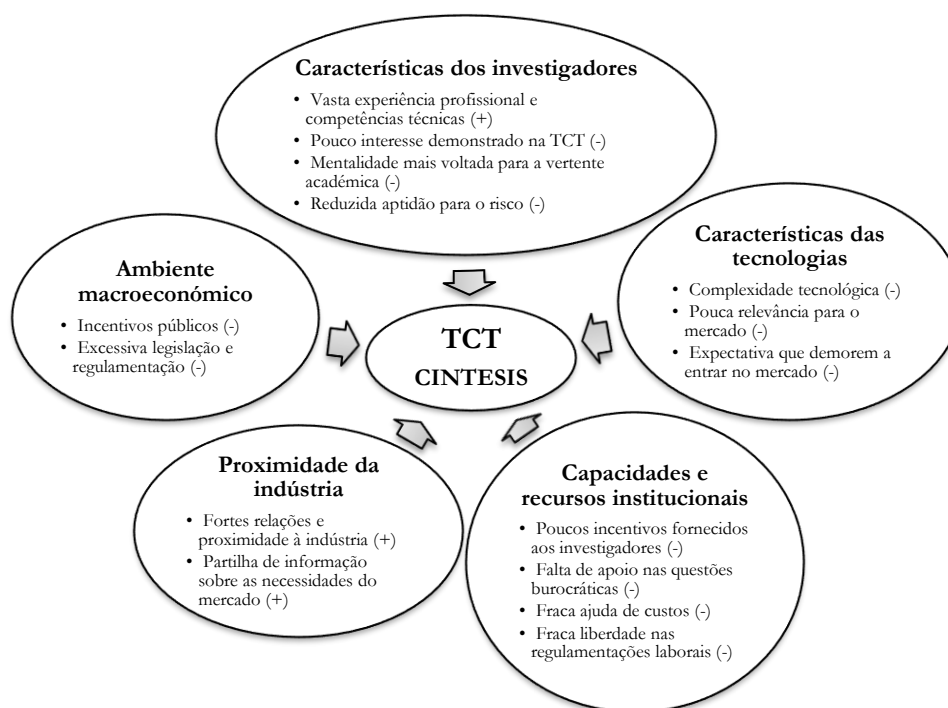 Características dos investigadores
• Vasta experiência profissional e
competências técnicas (+)
• Pouco interesse demonstrado na TCT (-)
• Mentalidade mais voltada para a vertente
académica (-)
• Reduzida aptidão para o risco (-)
Ambiente
macroeconómico
• Incentivos públicos (-)
• Excessiva legislação e
regulamentação (-)
TCT
CINTESIS
Características das
tecnologias
• Complexidade tecnológica (-)
• Pouca relevância para o
mercado (-)
• Expectativa que demorem a
entrar no mercado (-)
Proximidade da
indústria
• Fortes relações e
proximidade à indústria (+)
• Partilha de informação
sobre as necessidades do
mercado (+)
Capacidades e
recursos institucionais
• Poucos incentivos fornecidos
aos investigadores (-)
• Falta de apoio nas questões
burocráticas (-)
• Fraca ajuda de custos (-)
• Fraca liberdade nas
regulamentações laborais (-)